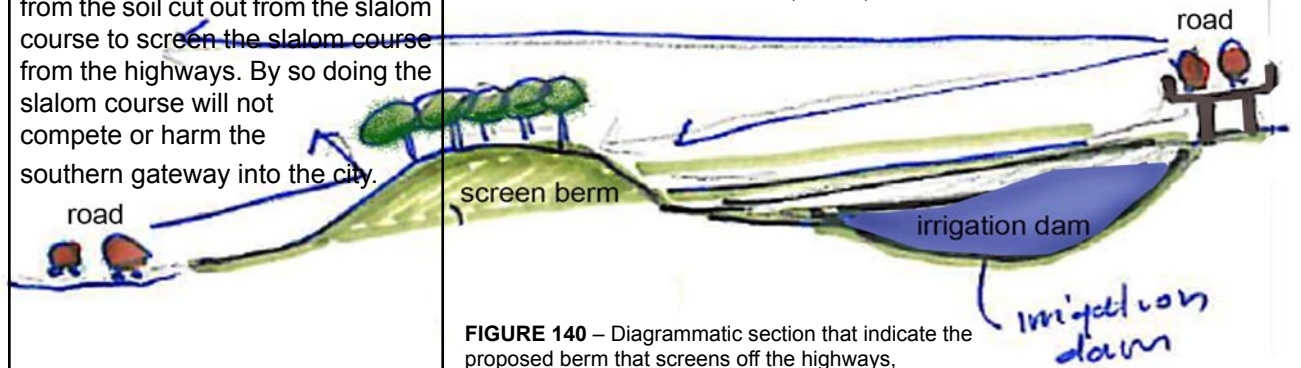 from the soil cut out from the slalom
course to screen the slalom course
from the highways. By so doing the
slalom course will not
compete or harm the
southern gateway into the city.
road
screen berm
road
irrigation dam
irrigation
dam
FIGURE 140 – Diagrammatic section that indicate the
proposed berm that screens off the highways,